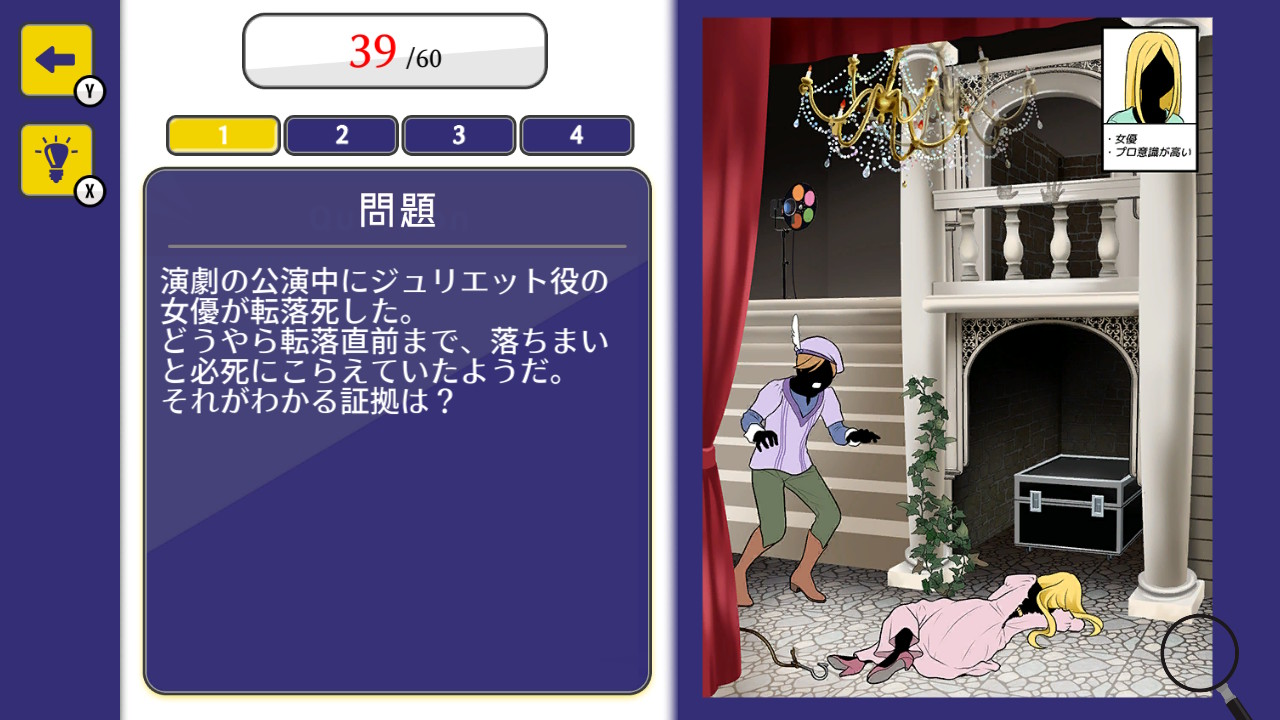 39 /60
1 2 3 4
Y
X
問題
演劇の公演中にジュリエット役の
女優が転落死した。
どうやら転落直前まで、落ちまい
と必死にこらえていたようだ。
それがわかる証拠は？
・女優
・プロ意識が高い